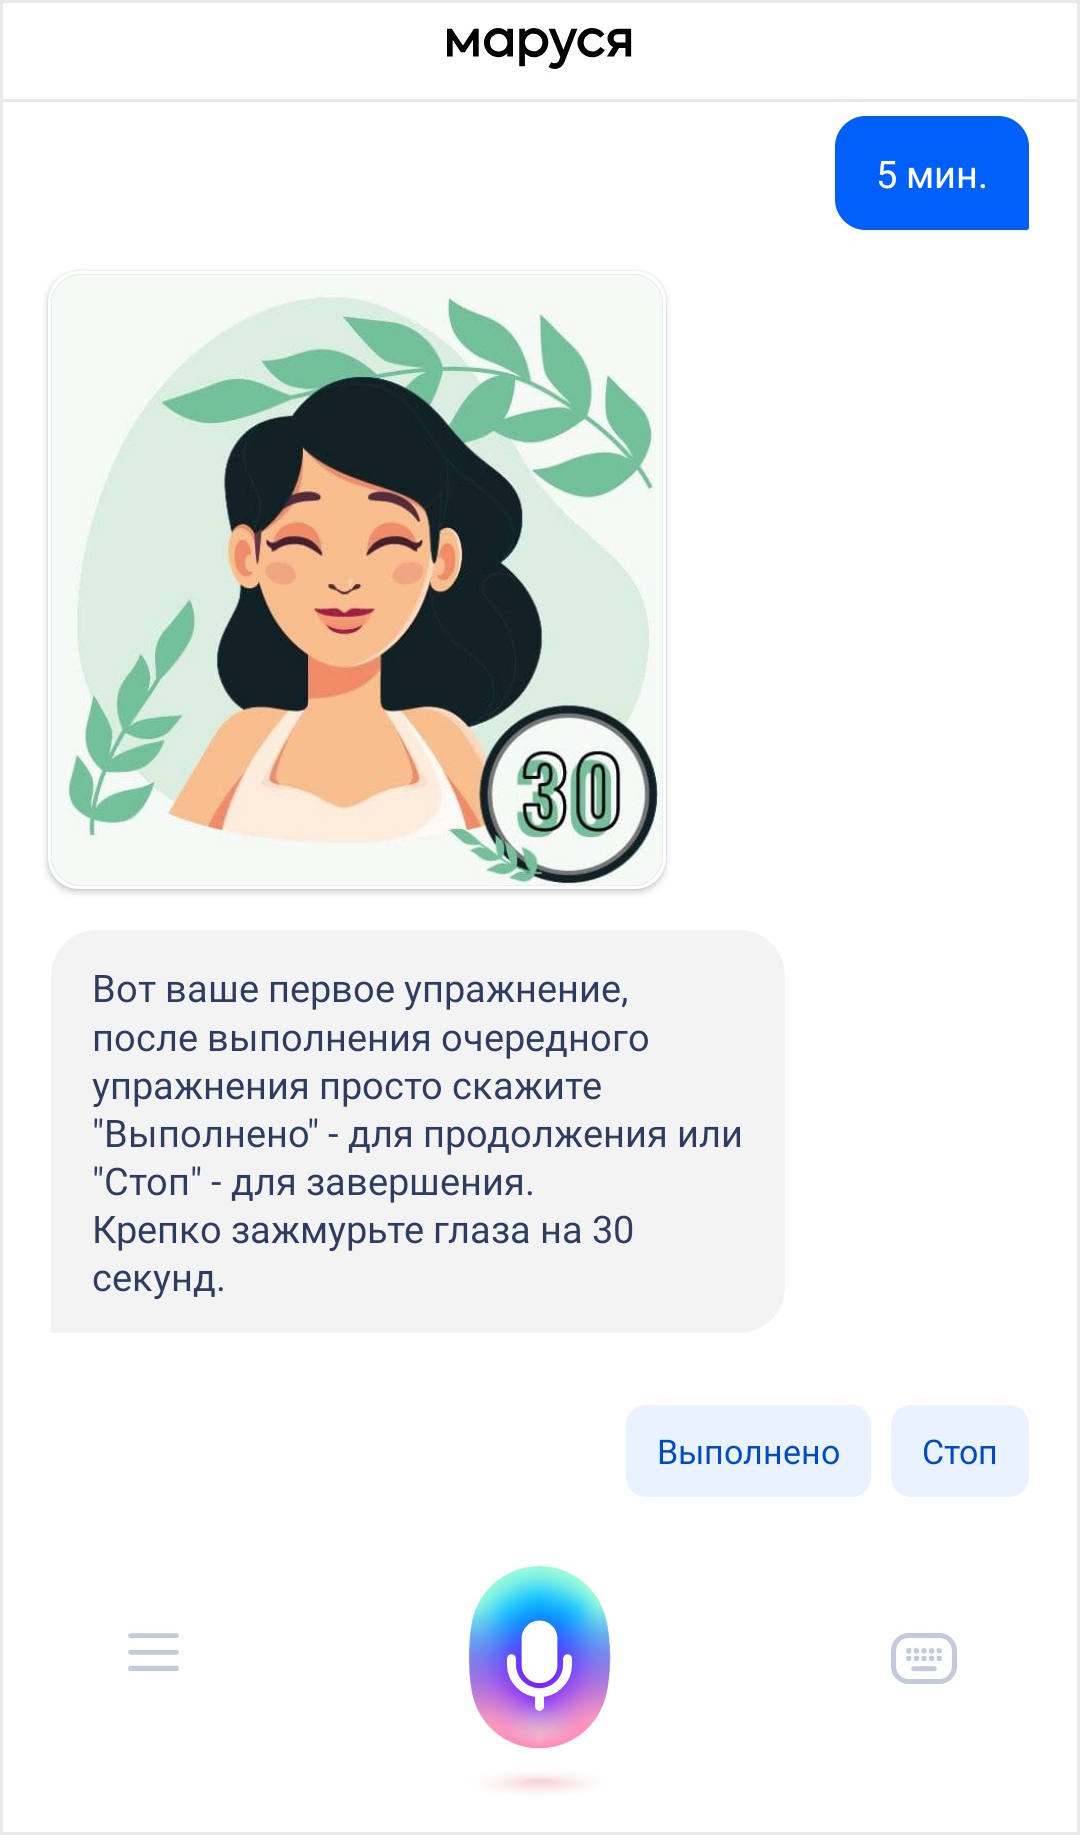 маруся
5 мин.
30
Вот ваше первое упражнение,
после выполнения очередного
упражнения просто скажите
"Выполнено" - для продолжения или
"Стоп" - для завершения.
Крепко зажмурьте глаза на 30
секунд.
Выполнено
Стоп